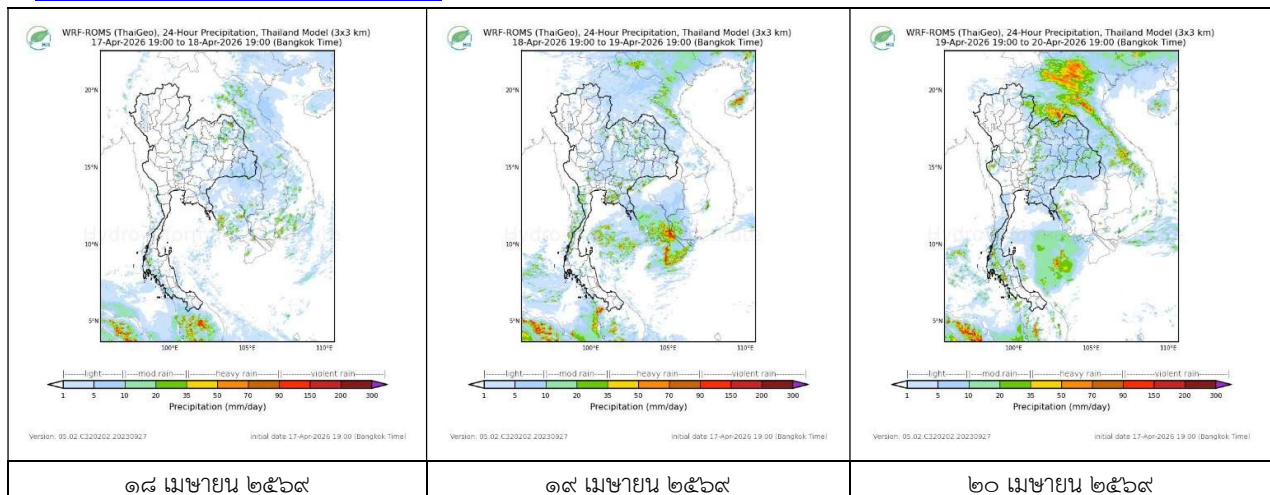 WRF-ROMS (ThaiGeo), 24-Hour Precipitation, Thailand Model (3x3 km)
17-Apr-2026 19:00 to 18-Apr-2026 19:00 (Bangkok Time)
20°N
15°N
10°N
5°N
100°E 105°E 110°E
|--------light--------||----mod.rain----||---------heavy rain---------||-------violent rain-------|
1 5 10 20 35 50 70 90 150 200 300
Precipitation (mm/day)
Version: 05.02.C320202.20230927 initial date 17-Apr-2026 19:00 (Bangkok Time)
๑๘ เมษายน ๒๕๖๙
WRF-ROMS (ThaiGeo), 24-Hour Precipitation, Thailand Model (3x3 km)
18-Apr-2026 19:00 to 19-Apr-2026 19:00 (Bangkok Time)
20°N
15°N
10°N
5°N
100°E 105°E 110°E
|--------light--------||----mod.rain----||---------heavy rain---------||-------violent rain-------|
1 5 10 20 35 50 70 90 150 200 300
Precipitation (mm/day)
Version: 05.02.C320202.20230927 initial date 17-Apr-2026 19:00 (Bangkok Time)
๑๙ เมษายน ๒๕๖๙
WRF-ROMS (ThaiGeo), 24-Hour Precipitation, Thailand Model (3x3 km)
19-Apr-2026 19:00 to 20-Apr-2026 19:00 (Bangkok Time)
20°N
15°N
10°N
5°N
100°E 105°E 110°E
|--------light--------||----mod.rain----||---------heavy rain---------||-------violent rain-------|
1 5 10 20 35 50 70 90 150 200 300
Precipitation (mm/day)
Version: 05.02.C320202.20230927 initial date 17-Apr-2026 19:00 (Bangkok Time)
๒๐ เมษายน ๒๕๖๙